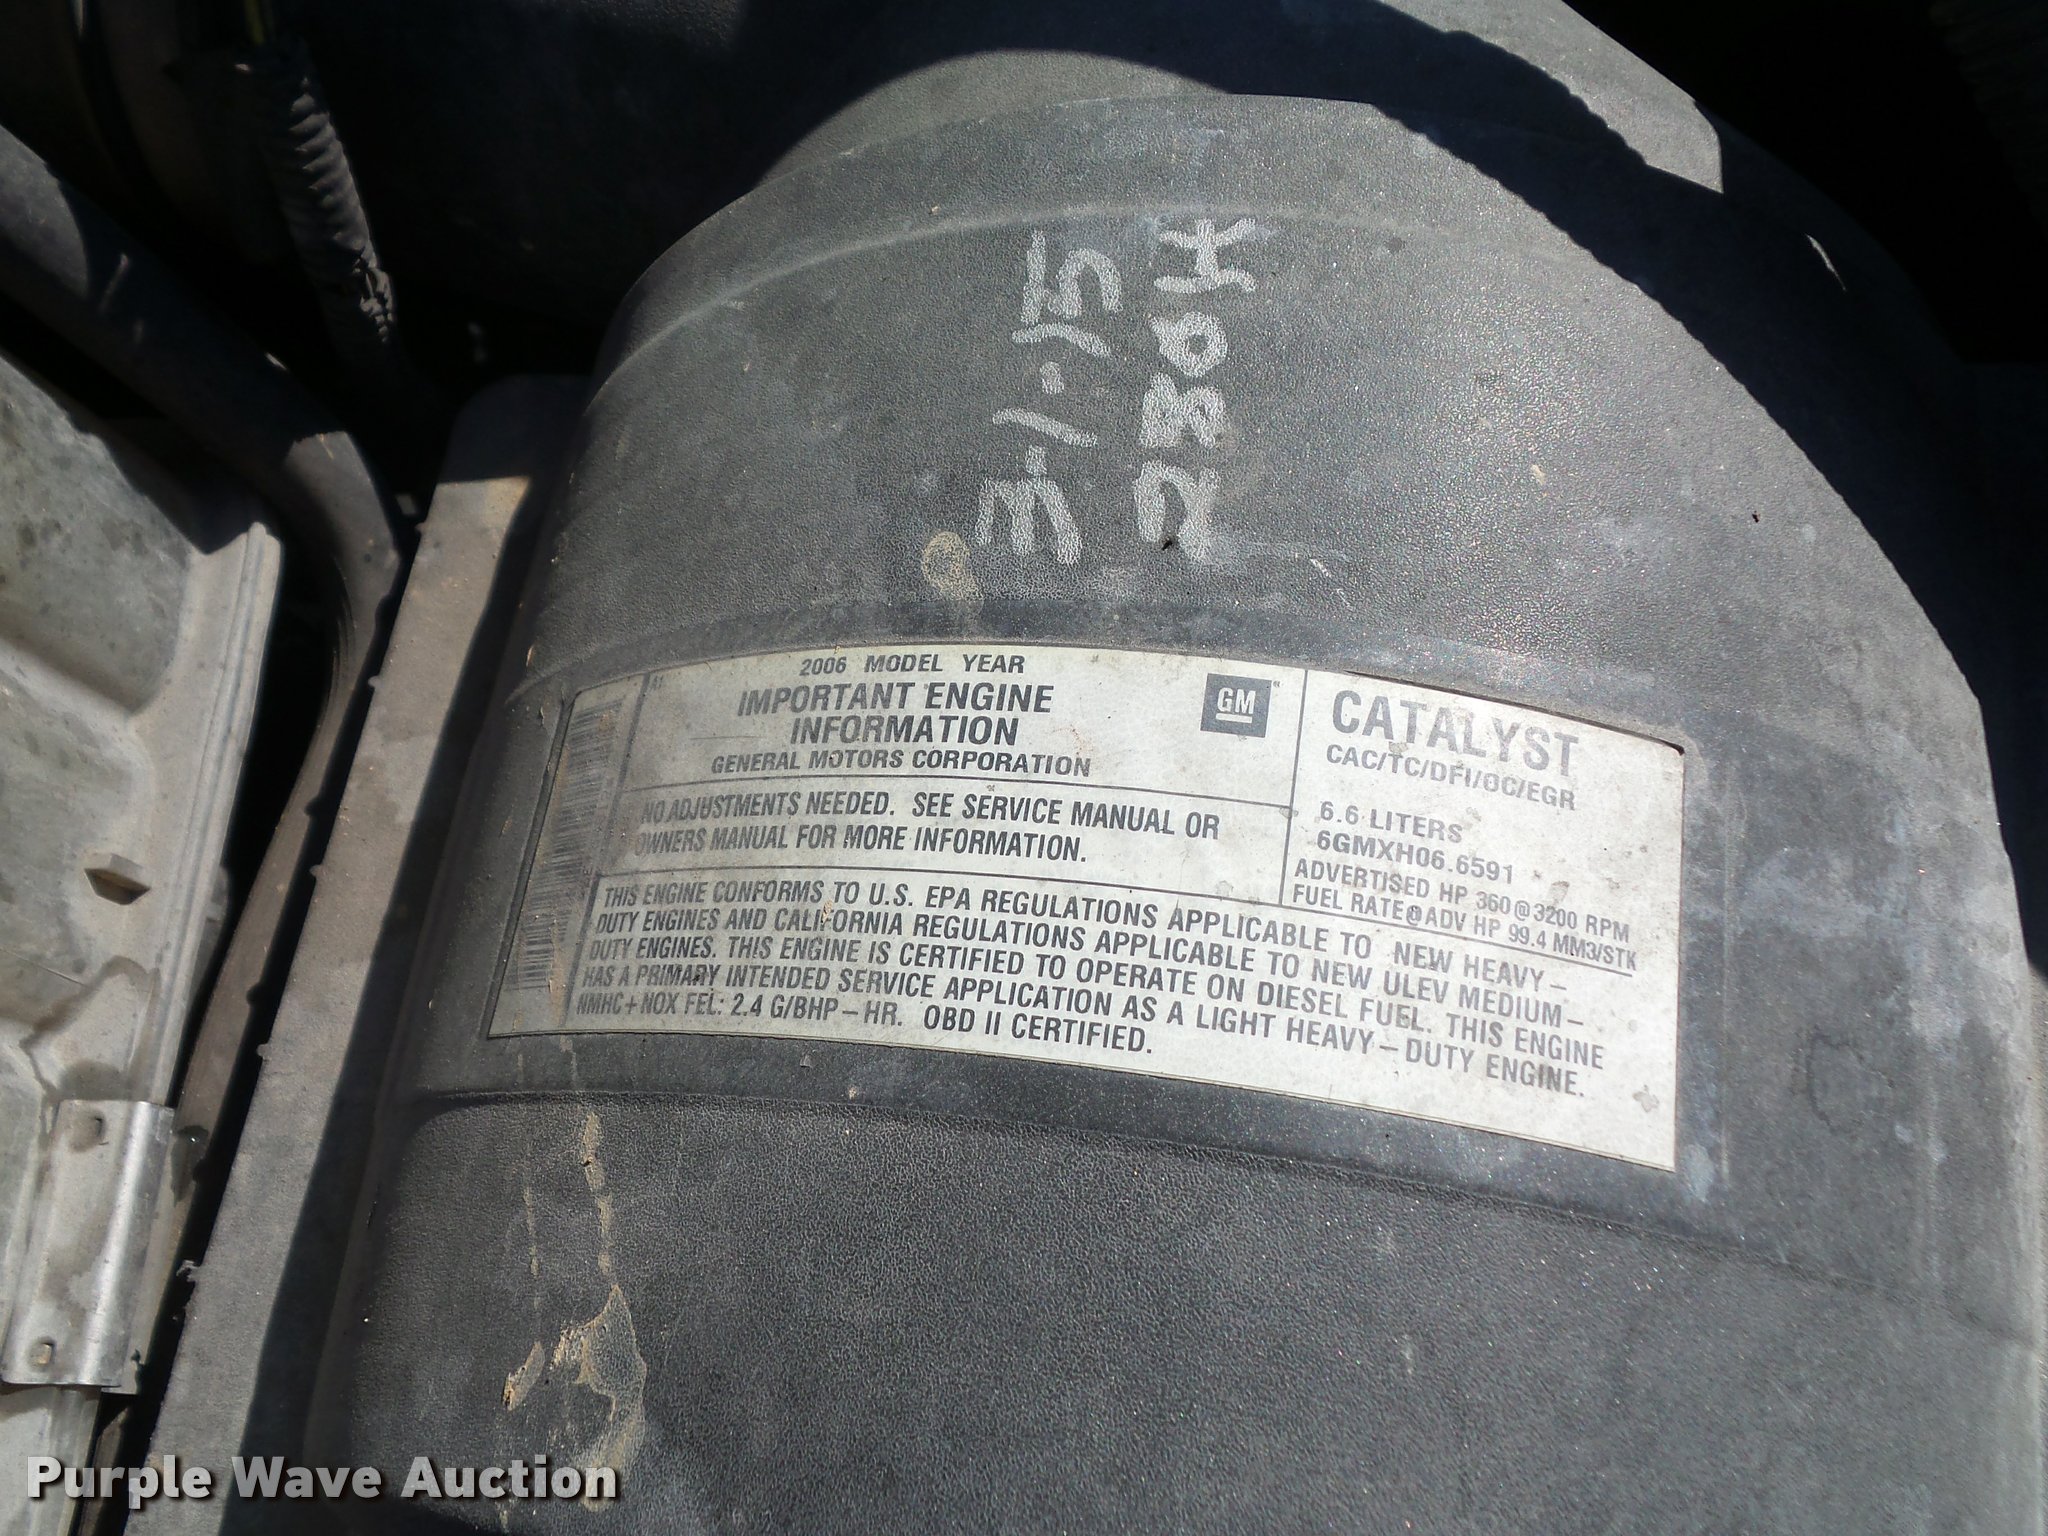 2006 MODEL YEAR
IMPORTANT ENGINE
INFORMATION
GENERAL MOTORS CORPORATION
GM
NO ADJUSTMENTS NEEDED. SEE SERVICE MANUAL OR
OWNERS MANUAL FOR MORE INFORMATION.
CATALYST
CAC/TC/DFI/OC/EGR
6.6 LITERS
6GMXH06.6591
ADVERTISED HP 360@3200 RPM
FUEL RATE@ADV HP 99.4 MM3/STK
THIS ENGINE CONFORMS TO U.S. EPA REGULATIONS APPLICABLE TO NEW HEAVY-
DUTY ENGINES AND CALIFORNIA REGULATIONS APPLICABLE TO NEW ULEV MEDIUM-
DUTY ENGINES. THIS ENGINE IS CERTIFIED TO OPERATE ON DIESEL FUEL. THIS ENGINE
HAS A PRIMARY INTENDED SERVICE APPLICATION AS A LIGHT HEAVY-DUTY ENGINE.
NMHC+NOX FEL: 2.4 G/BHP-HR. OBD II CERTIFIED.
Purple Wave Auction